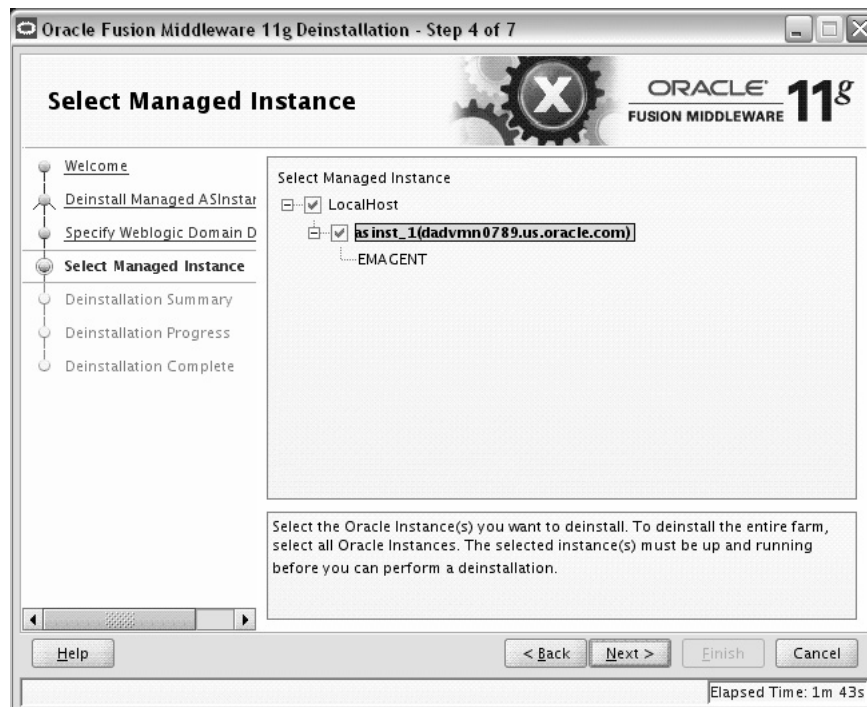 Oracle Fusion Middleware 11g Deinstallation - Step 4 of 7
Select Managed Instance
ORACLE
FUSION MIDDLEWARE
11g
Welcome
Deinstall Managed ASInstar
Specify Weblogic Domain D
Select Managed Instance
Deinstallation Summary
Deinstallation Progress
Deinstallation Complete
Select Managed Instance
LocalHost
asinst_1(dadvmn0789.us.oracle.com)
EMAGENT
Select the Oracle Instance(s) you want to deinstall. To deinstall the entire farm,
select all Oracle Instances. The selected instance(s) must be up and running
before you can perform a deinstallation.
Help
< Back
Next >
Finish
Cancel
Elapsed Time: 1m 43s